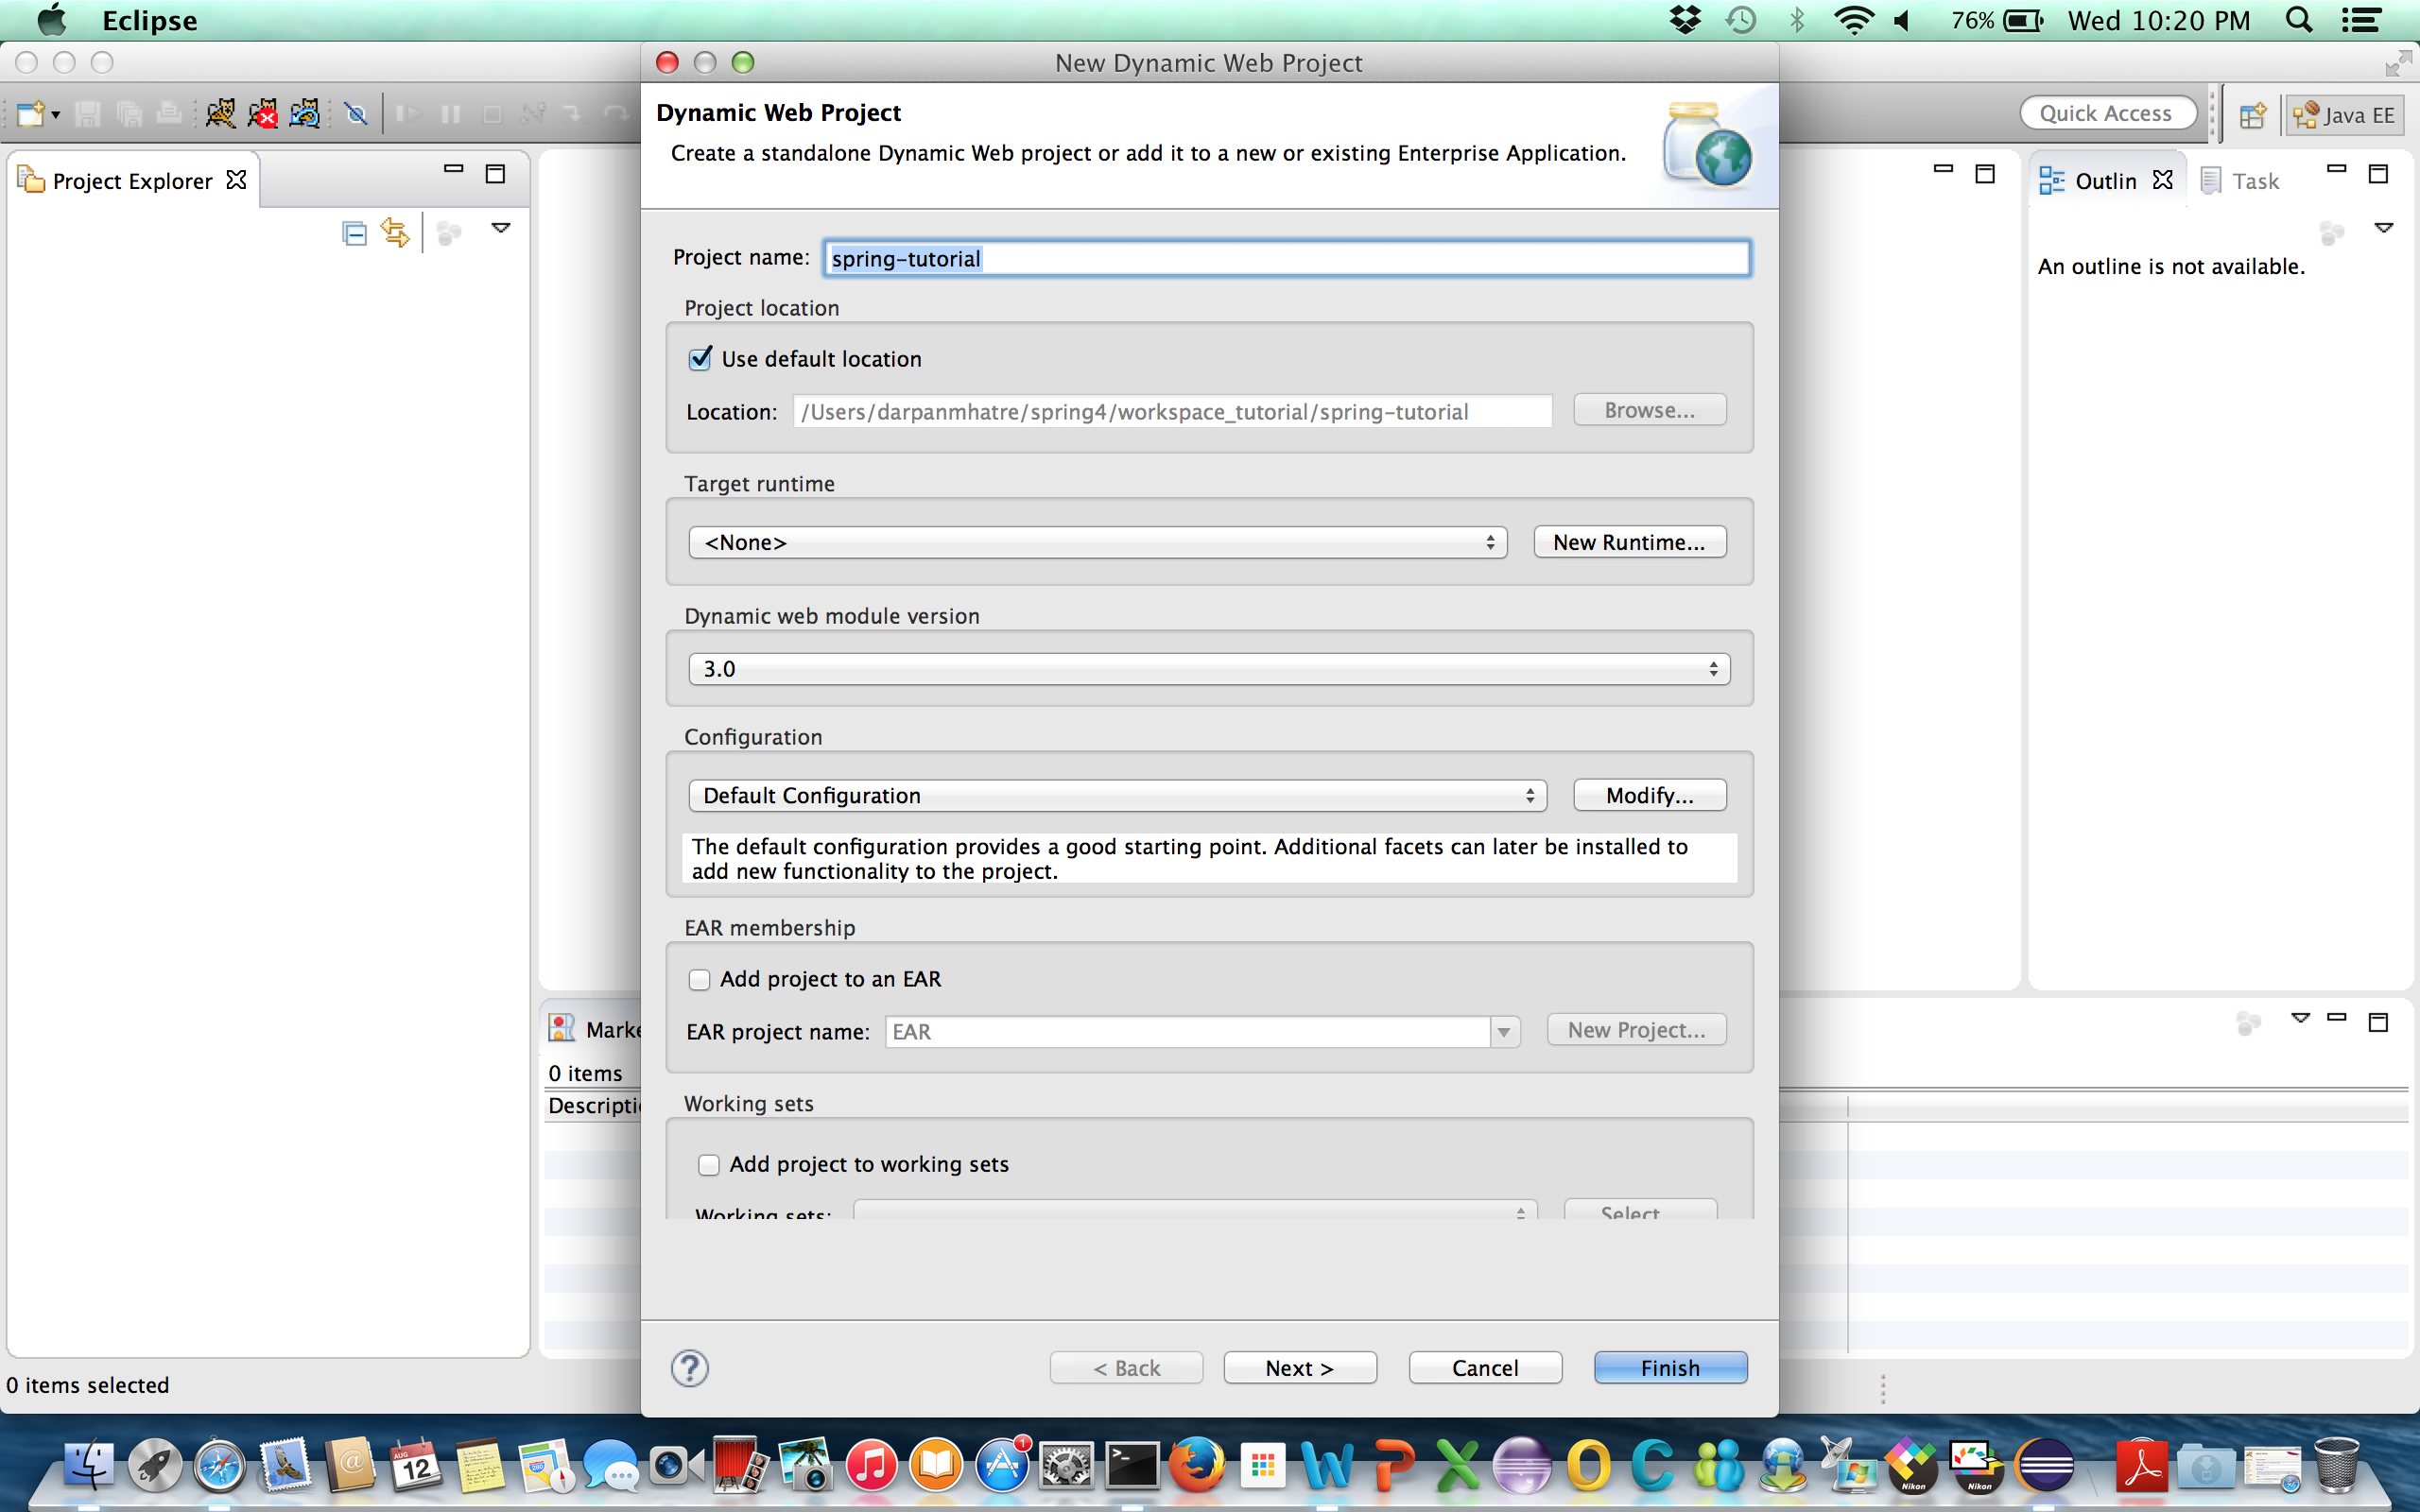 Eclipse
76%
Wed 10:20 PM
New Dynamic Web Project
Quick Access
Java EE
Dynamic Web Project
Create a standalone Dynamic Web project or add it to a new or existing Enterprise Application.
Project Explorer
Outlin
Task
An outline is not available.
Project name:
spring-tutorial
Project location
Use default location
Location:
/Users/darpanmhatre/spring4/workspace_tutorial/spring-tutorial
Browse...
Target runtime
<None>
New Runtime...
Dynamic web module version
3.0
Configuration
Default Configuration
Modify...
The default configuration provides a good starting point. Additional facets can later be installed to
add new functionality to the project.
EAR membership
Add project to an EAR
EAR project name:
EAR
New Project...
Marke
0 items
Descripti
Working sets
Add project to working sets
Working sets:
Select...
< Back
Next >
Cancel
Finish
0 items selected
AUG
12
1
Nikon
Nikon